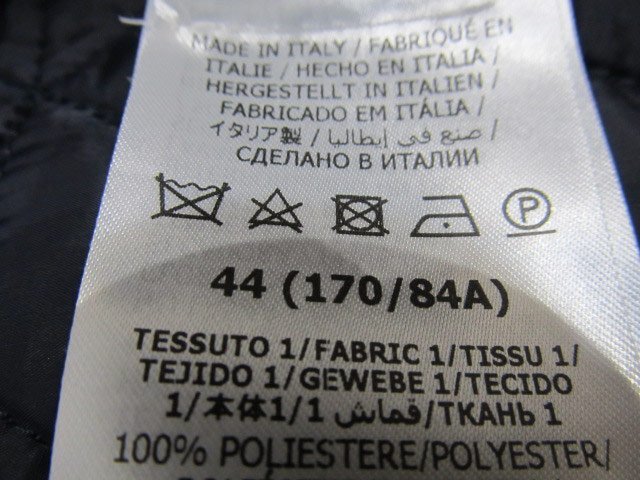 MADE IN ITALY / FABRIQUÉ EN
ITALIE / HECHO EN ITALIA /
HERGESTELLT IN ITALIEN /
FABRICADO EM ITÁLIA /
イタリア製 / صنع في إيطاليا /
СДЕЛАНО В ИТАЛИИ
P
44 (170/84A)
TESSUTO 1/FABRIC 1/TISSU 1/
TEJIDO 1/GEWEBE 1/TECIDO
1/本体1/1 قماش/ТКАНЬ 1
100% POLIESTERE/POLYESTER/